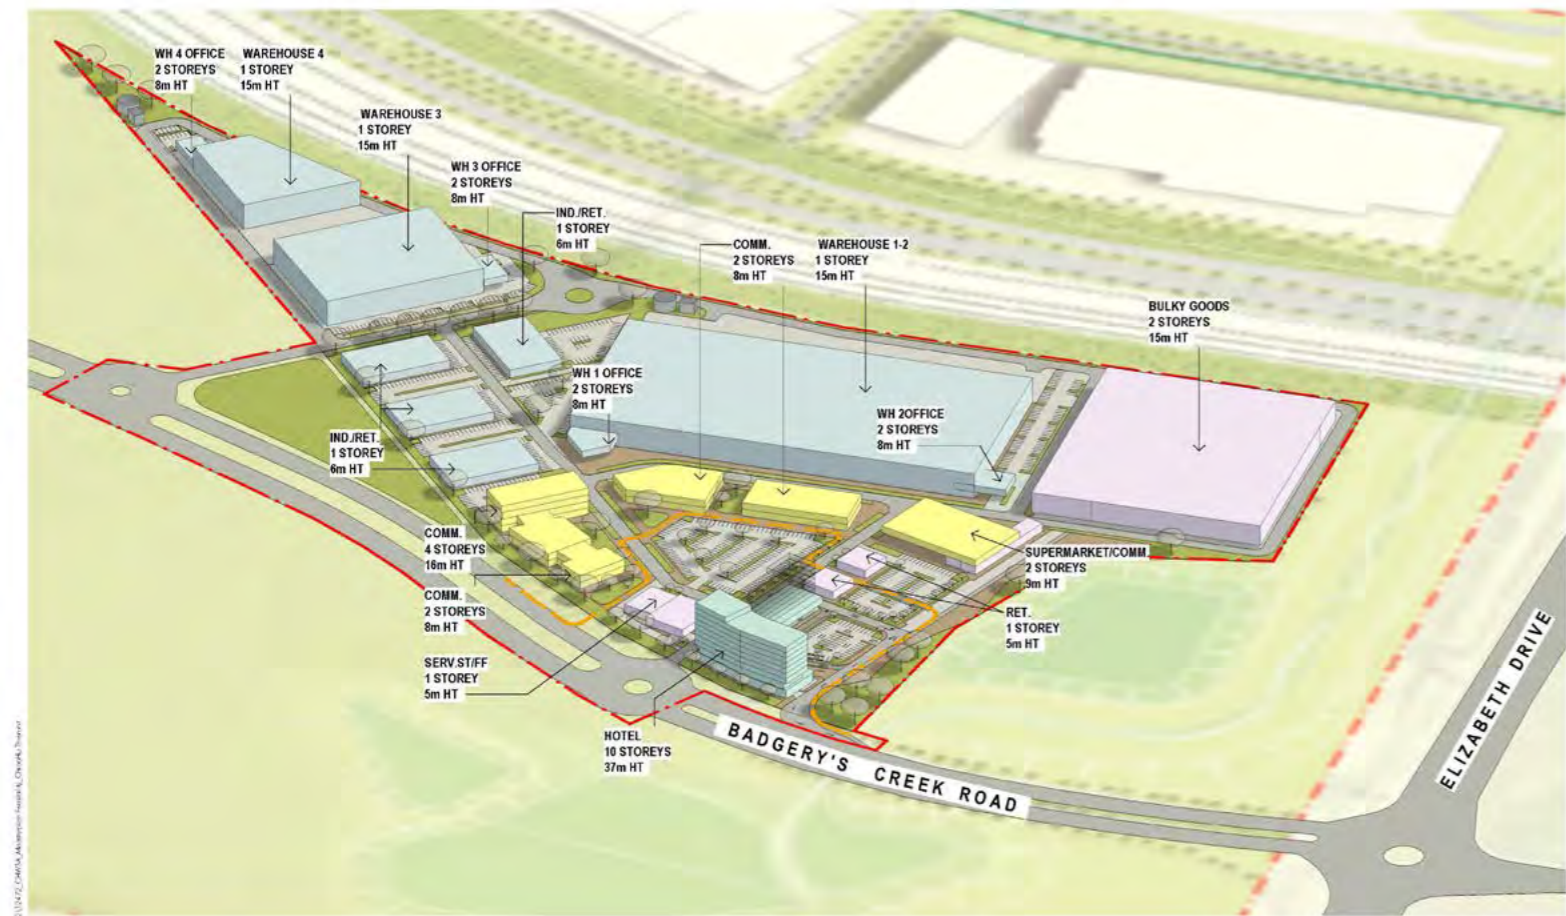 WH 4 OFFICE
2 STOREYS
8m HT
WAREHOUSE 4
1 STOREY
15m HT
WAREHOUSE 3
1 STOREY
15m HT
WH 3 OFFICE
2 STOREYS
8m HT
IND./RET.
1 STOREY
6m HT
COMM.
2 STOREYS
8m HT
WAREHOUSE 1-2
1 STOREY
15m HT
BULKY GOODS
2 STOREYS
15m HT
WH 1 OFFICE
2 STOREYS
8m HT
WH 2OFFICE
2 STOREYS
8m HT
IND./RET.
1 STOREY
6m HT
COMM.
4 STOREYS
16m HT
COMM.
2 STOREYS
8m HT
SUPERMARKET/COMM.
2 STOREYS
9m HT
RET.
1 STOREY
5m HT
SERV.ST/FF
1 STOREY
5m HT
HOTEL
10 STOREYS
37m HT
BADGERY'S CREEK ROAD
ELIZABETH DRIVE